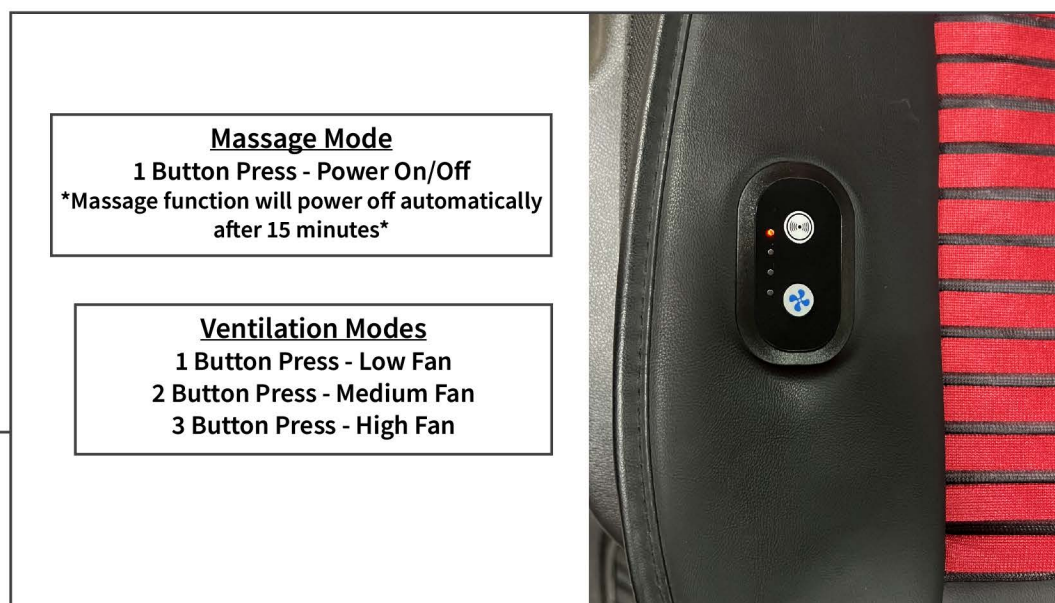 Massage Mode
1 Button Press - Power On/Off
*Massage function will power off automatically
after 15 minutes*
Ventilation Modes
1 Button Press - Low Fan
2 Button Press - Medium Fan
3 Button Press - High Fan